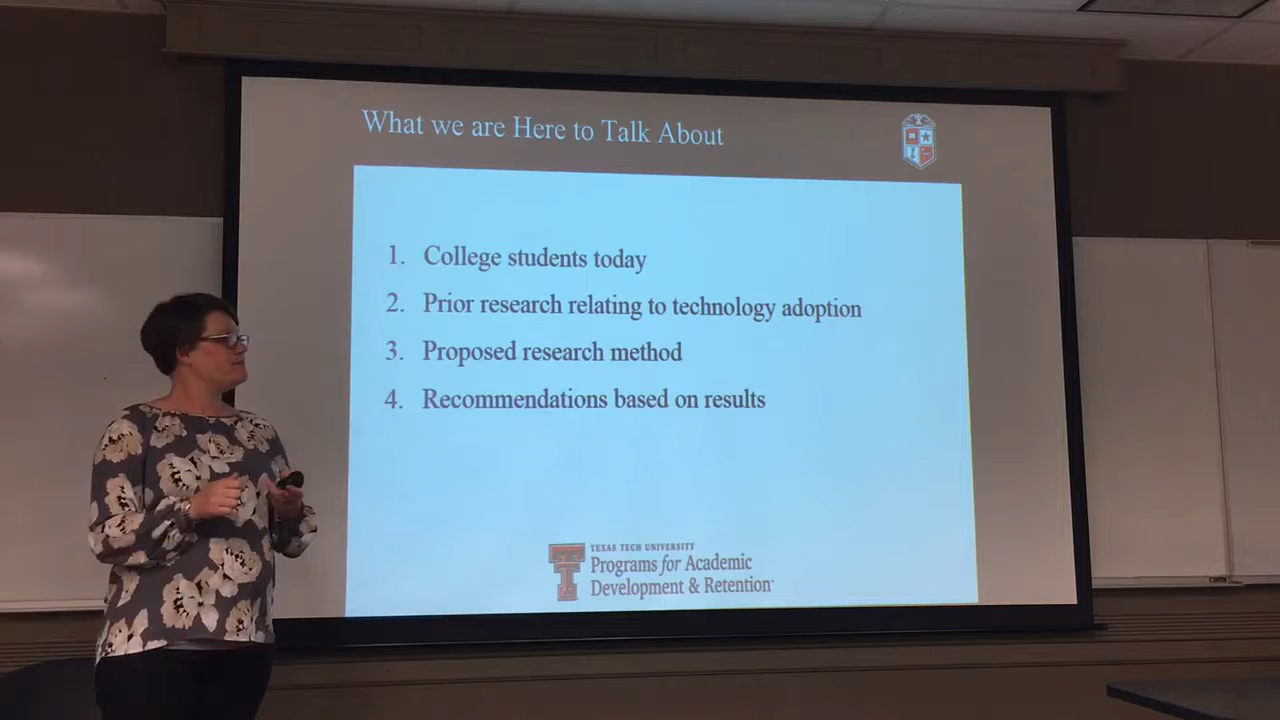 What we are Here to Talk About
1. College students today
2. Prior research relating to technology adoption
3. Proposed research method
4. Recommendations based on results
TEXAS TECH UNIVERSITY
Programs for Academic
Development & Retention